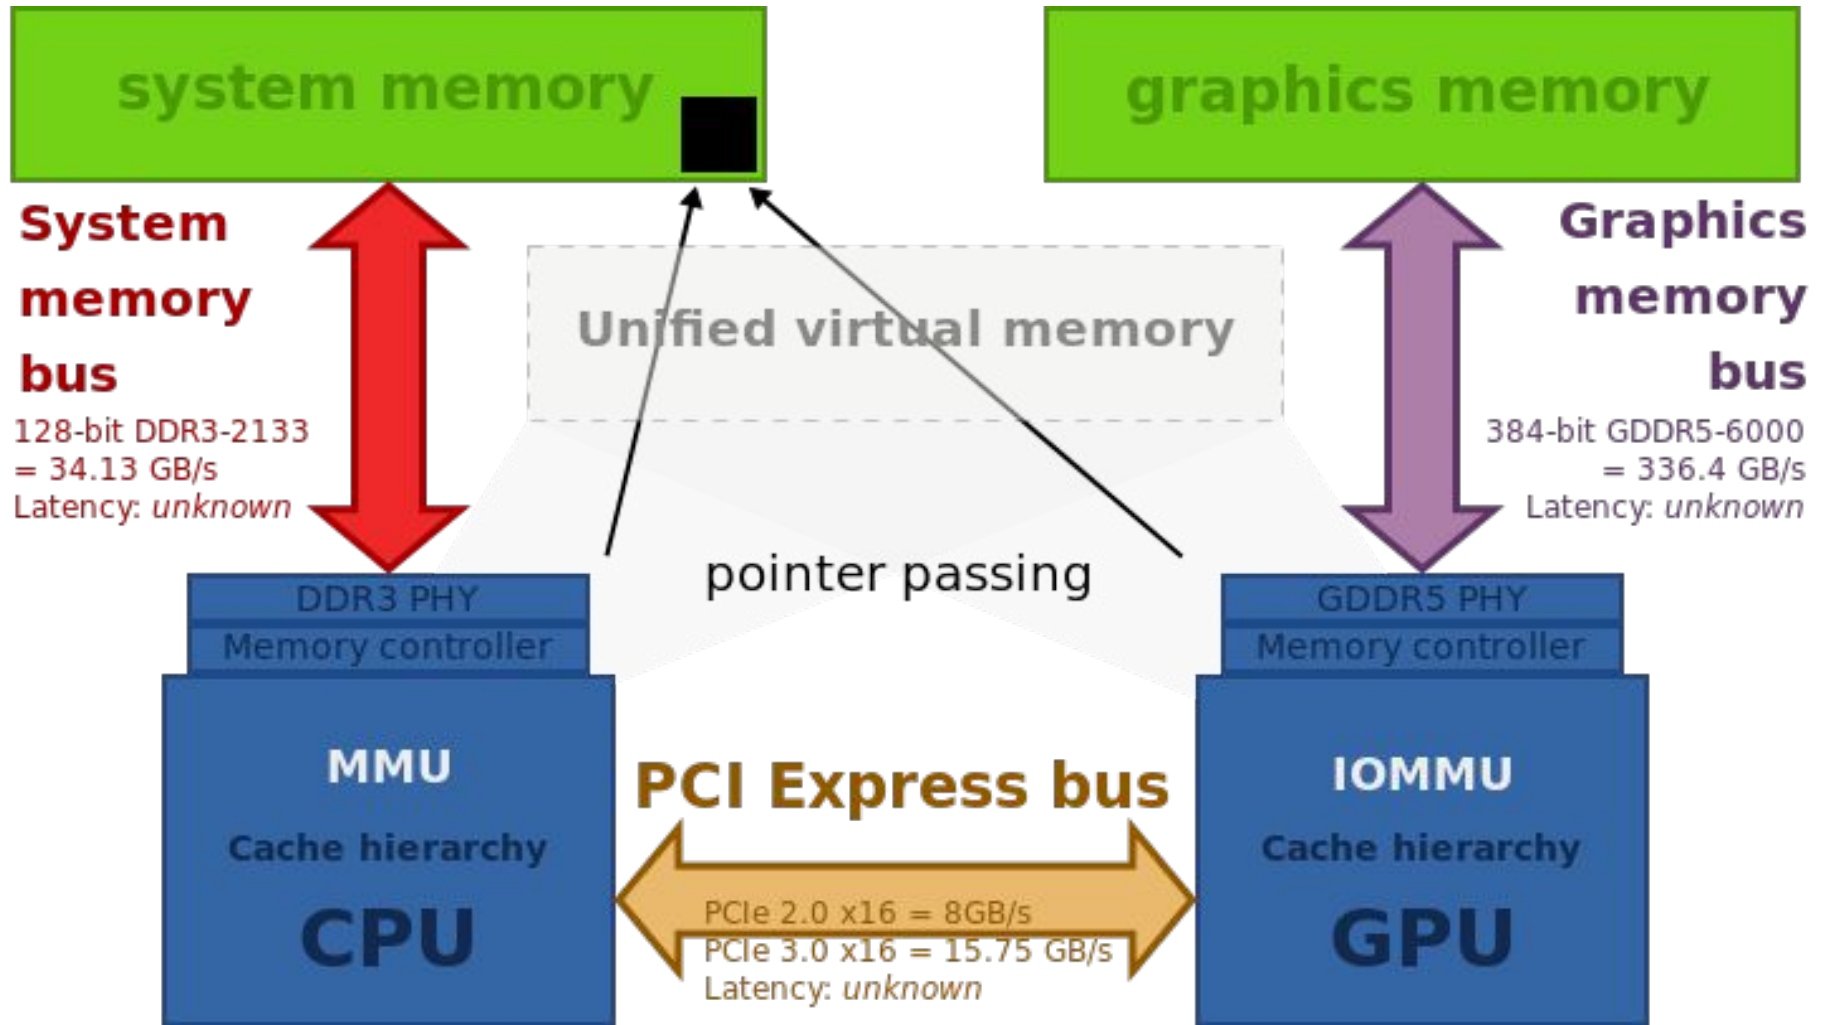 system memory
graphics memory
System
memory
bus
128-bit DDR3-2133
= 34.13 GB/s
Latency: unknown
Unified virtual memory
Graphics
memory
bus
384-bit GDDR5-6000
= 336.4 GB/s
Latency: unknown
pointer passing
DDR3 PHY
Memory controller
MMU
Cache hierarchy
CPU
PCI Express bus
PCIe 2.0 x16 = 8GB/s
PCIe 3.0 x16 = 15.75 GB/s
Latency: unknown
GDDR5 PHY
Memory controller
IOMMU
Cache hierarchy
GPU